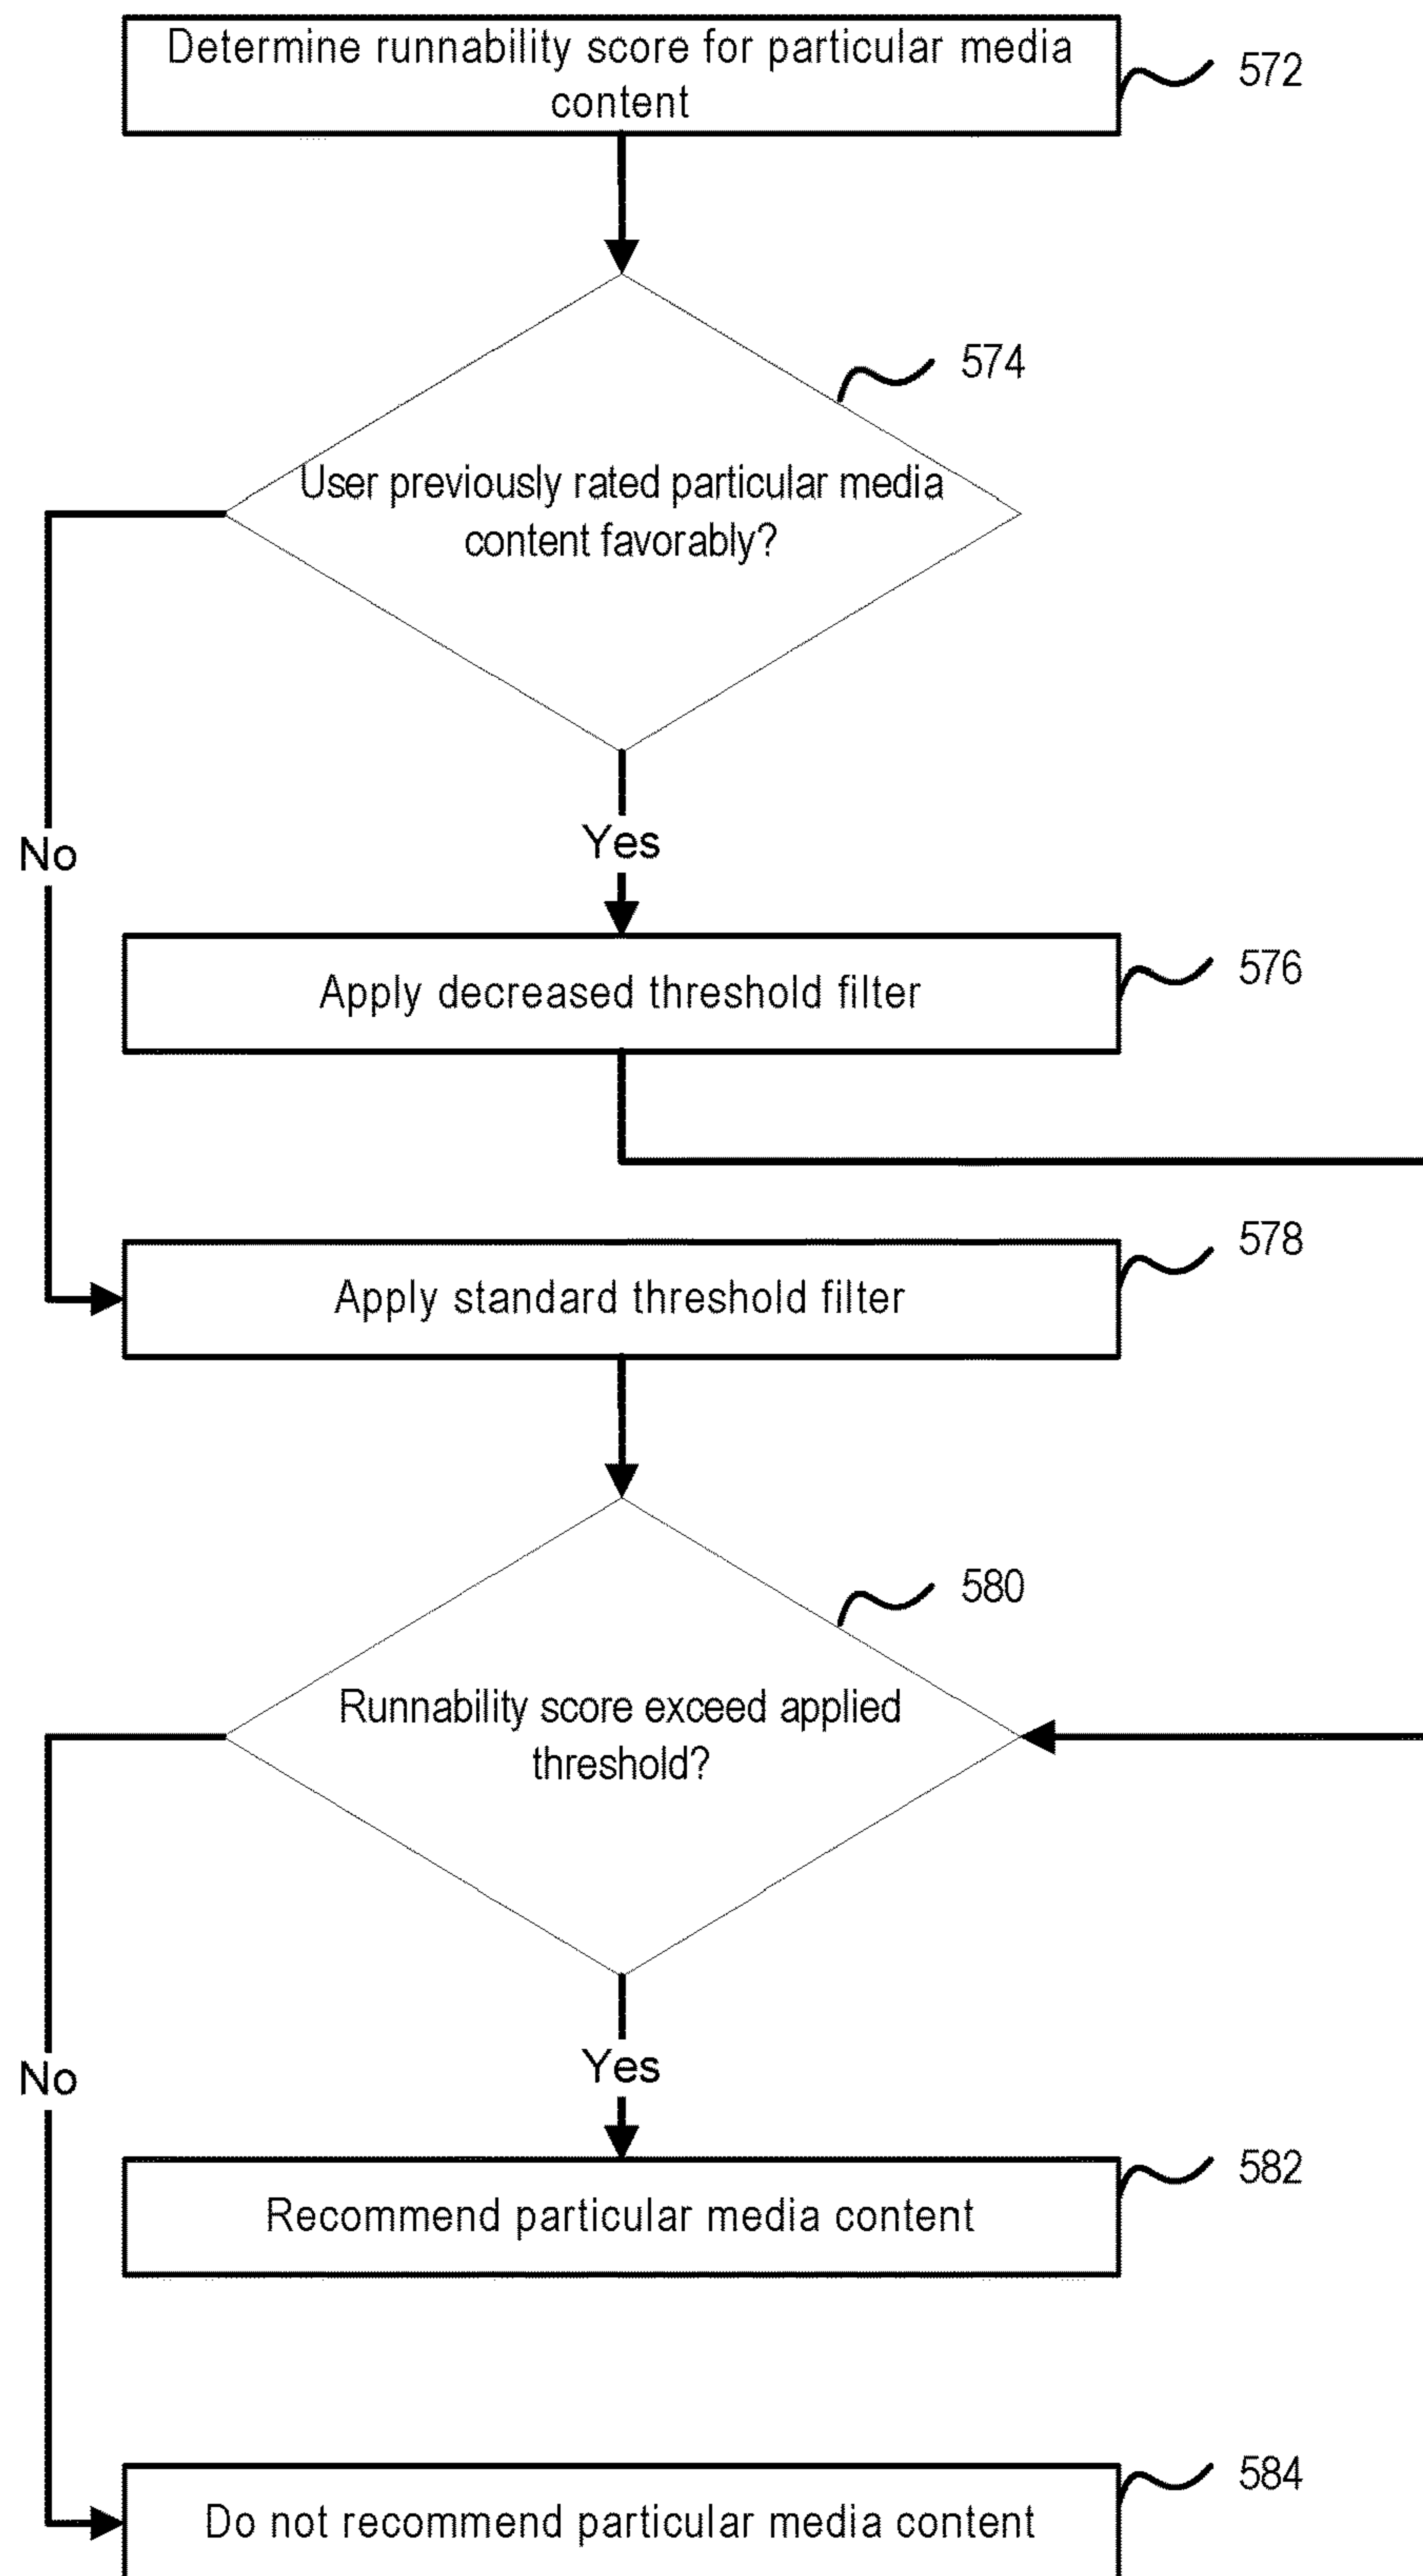 Determine runnability score for particular media
content
572
574
User previously rated particular media
content favorably?
No
Yes
Apply decreased threshold filter
576
578
Apply standard threshold filter
580
Runnability score exceed applied
threshold?
No
Yes
582
Recommend particular media content
584
Do not recommend particular media content